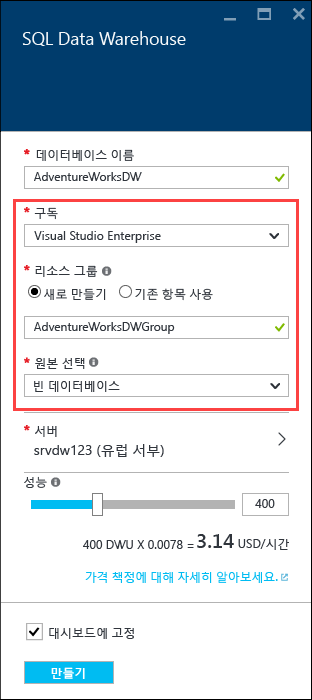 SQL Data Warehouse
* 데이터베이스 이름
AdventureWorksDW
* 구독
Visual Studio Enterprise
* 리소스 그룹
새로 만들기 기존 항목 사용
AdventureWorksDWGroup
* 원본 선택
빈 데이터베이스
* 서버
srvdw123 (유럽 서부)
성능
400
400 DWU X 0.0078 = 3.14 USD/시간
가격 책정에 대해 자세히 알아보세요.
대시보드에 고정
만들기